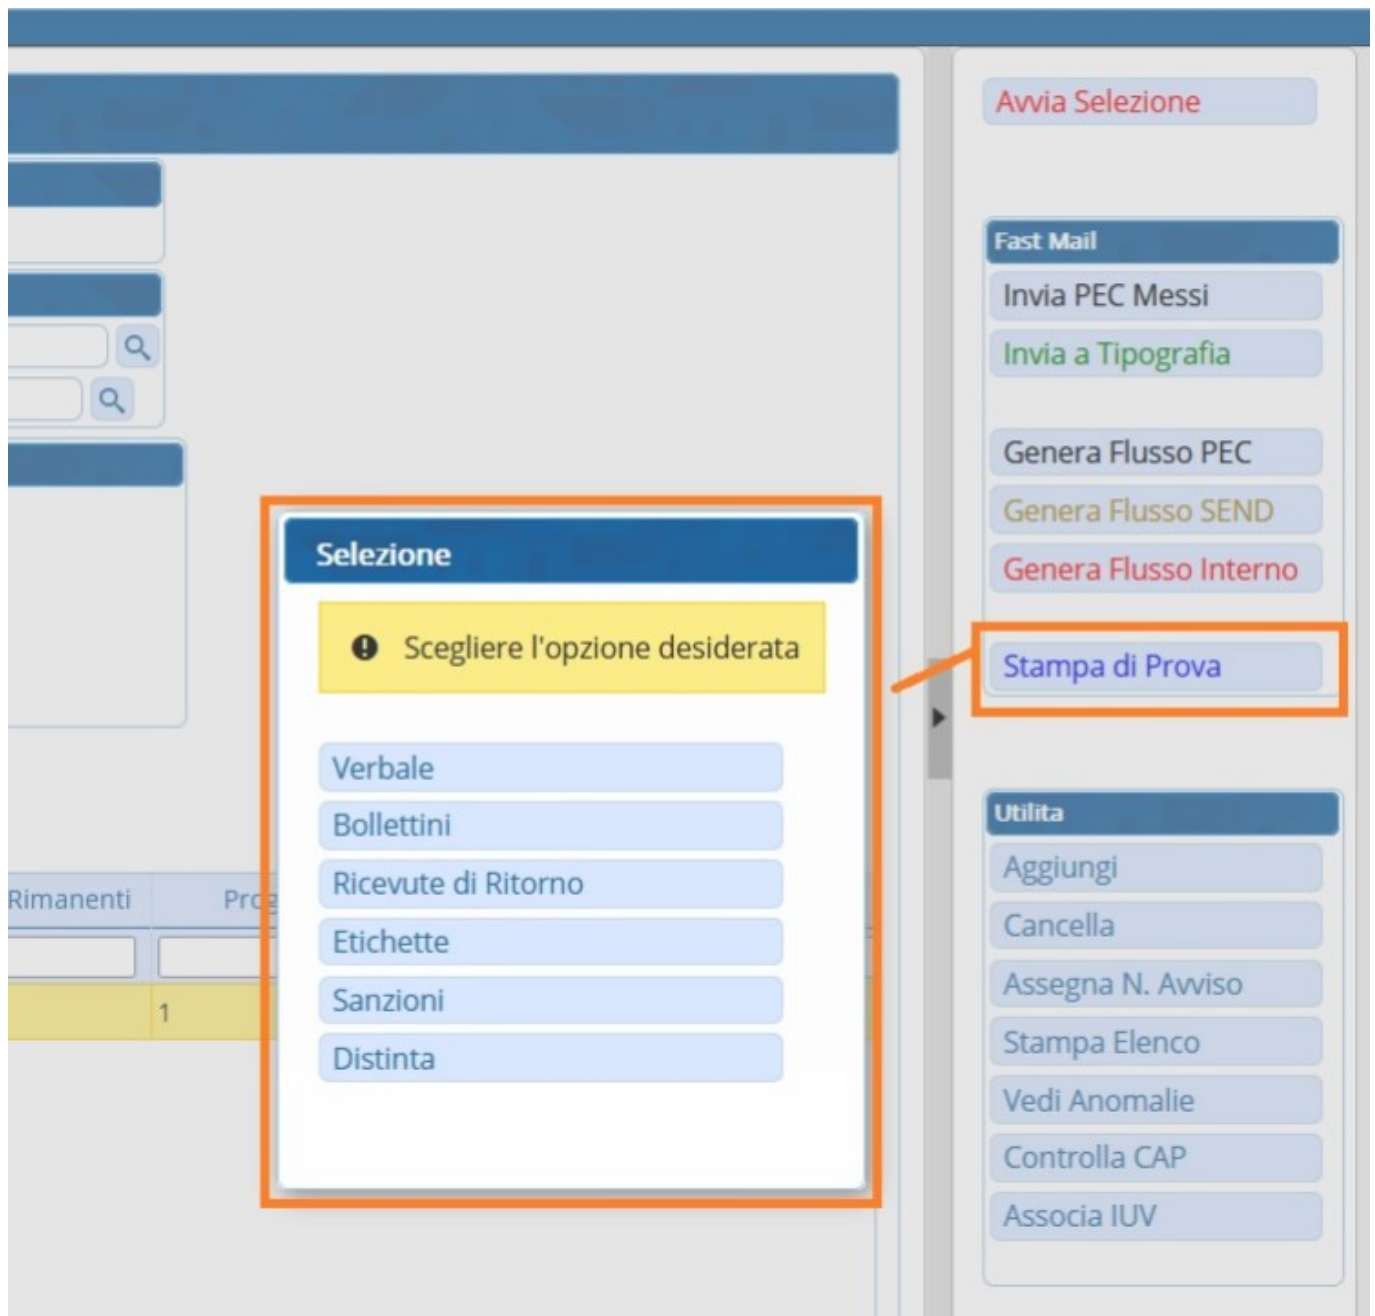 Avvia Selezione
Fast Mail
Invia PEC Messi
Invia a Tipografia
Genera Flusso PEC
Genera Flusso SEND
Genera Flusso Interno
Stampa di Prova
Selezione
Scegliere l'opzione desiderata
Verbale
Bollettini
Ricevute di Ritorno
Etichette
Sanzioni
Distinta
Rimanenti
1
Utilita
Aggiungi
Cancella
Assegna N. Avviso
Stampa Elenco
Vedi Anomalie
Controlla CAP
Associa IUV